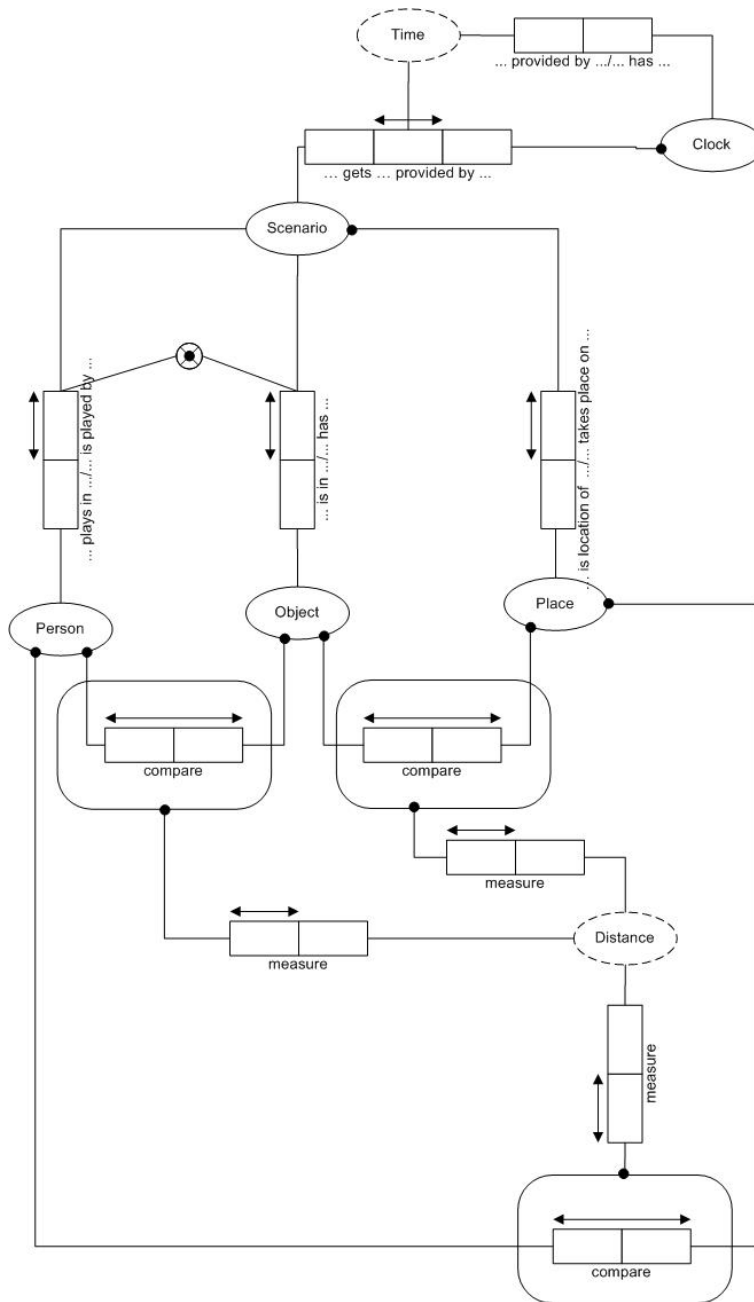 Time
... provided by .../... has ...
Clock
... gets ... provided by ...
Scenario
... plays in .../... is played by ...
... is in .../... has ...
... is location of .../... takes place on ...
Person
Object
Place
compare
compare
measure
measure
Distance
measure
compare